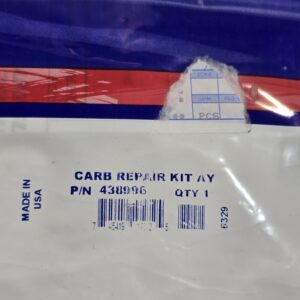 PCS
CARB REPAIR KIT AY
P/N 438996 QTY 1
MADE IN
USA
6329